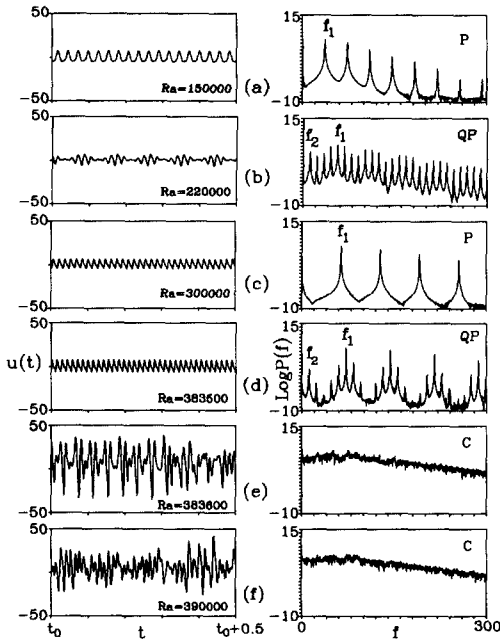 50
-50
Ra=150000
(a)
15
-10
f₁
P
50
-50
Ra=220000
(b)
15
-10
f₂ f₁
QP
50
-50
Ra=300000
(c)
15
-10
f₁
P
50
u(t)
-50
Ra=383500
(d)
15
LogP(f)
-10
f₂ f₁
QP
50
-50
Ra=383600
(e)
15
-10
C
50
-50
Ra=390000
(f)
15
-10
C
t₀ t t₀+0.5
0 f 300